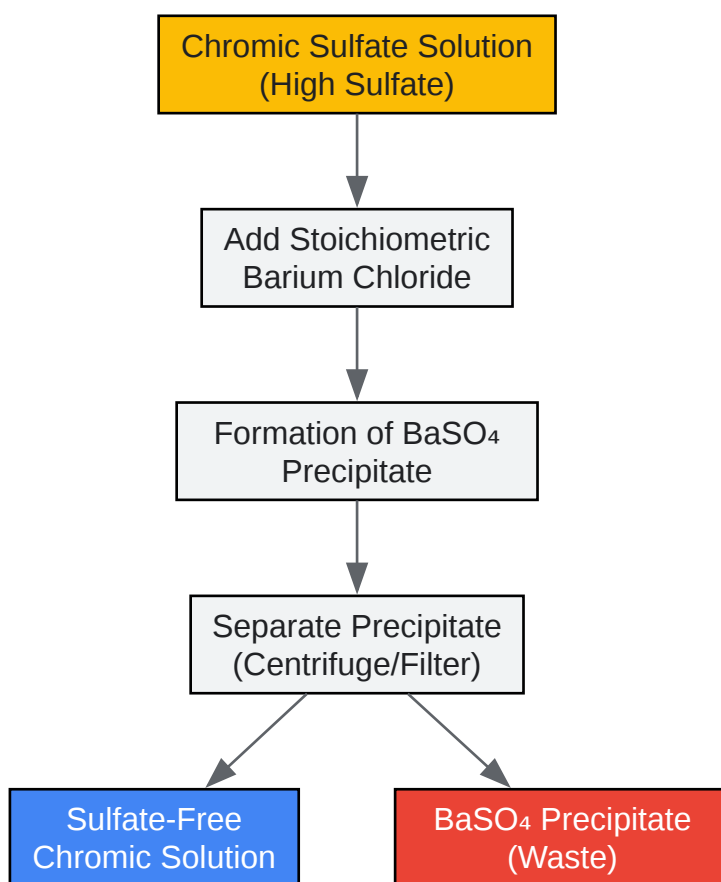 Chromic Sulfate Solution
(High Sulfate)
Add Stoichiometric
Barium Chloride
Formation of BaSO₄
Precipitate
Separate Precipitate
(Centrifuge/Filter)
Sulfate-Free
Chromic Solution
BaSO₄ Precipitate
(Waste)